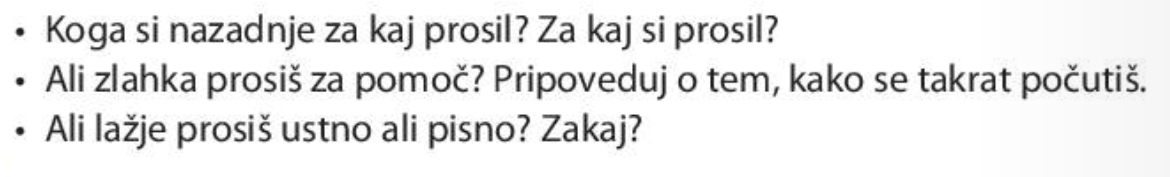 • Koga si nazadnje za kaj prosil? Za kaj si prosil?
• Ali zlahka prosiš za pomoč? Pripoveduj o tem, kako se takrat počutiš.
• Ali lažje prosiš ustno ali pisno? Zakaj?